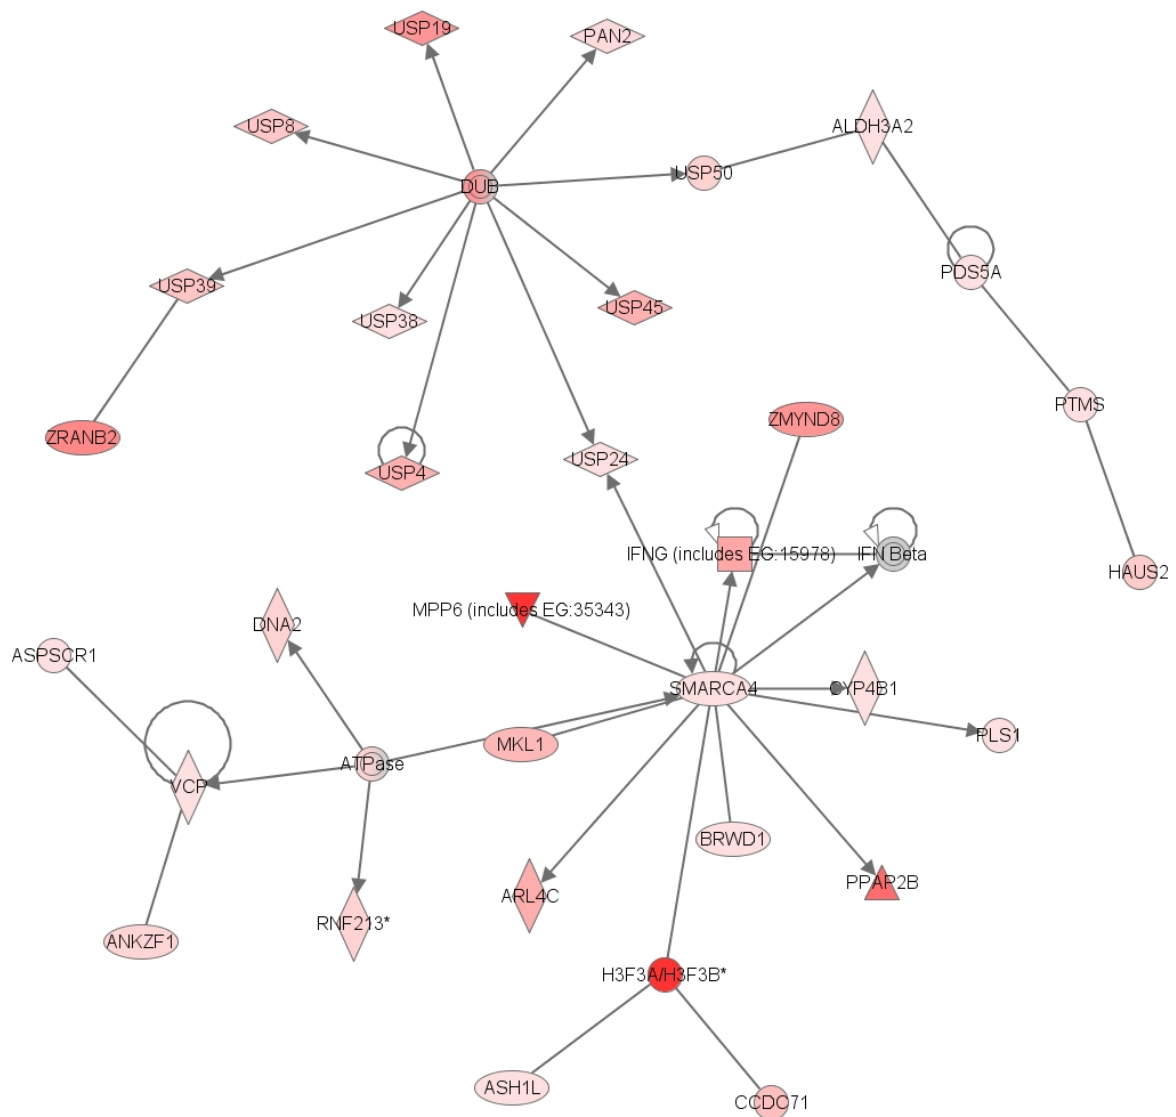 USP19
PAN2
USP8
ALDH3A2
USP50
DUB
PDS5A
USP39
USP45
USP38
PTMS
ZMYND8
ZRANB2
USP24
USP4
IFNG (includes EG:15978)
IFN Beta
HAUS2
MPP6 (includes EG:35343)
DNA2
ASPSCR1
SMARCA4
CYP4B1
PLS1
MKL1
ATPase
VCP
BRWD1
PPAP2B
ARL4C
RNF213*
ANKZF1
H3F3A/H3F3B*
ASH1L
CCDC71